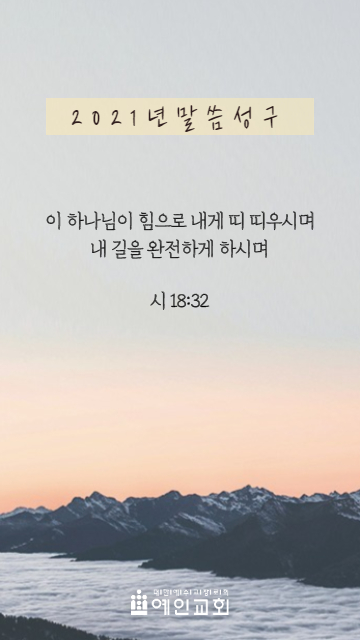 2021년말씀성구
이 하나님이 힘으로 내게 띠 띠우시며
내 길을 완전하게 하시며
시 18:32
예인교회